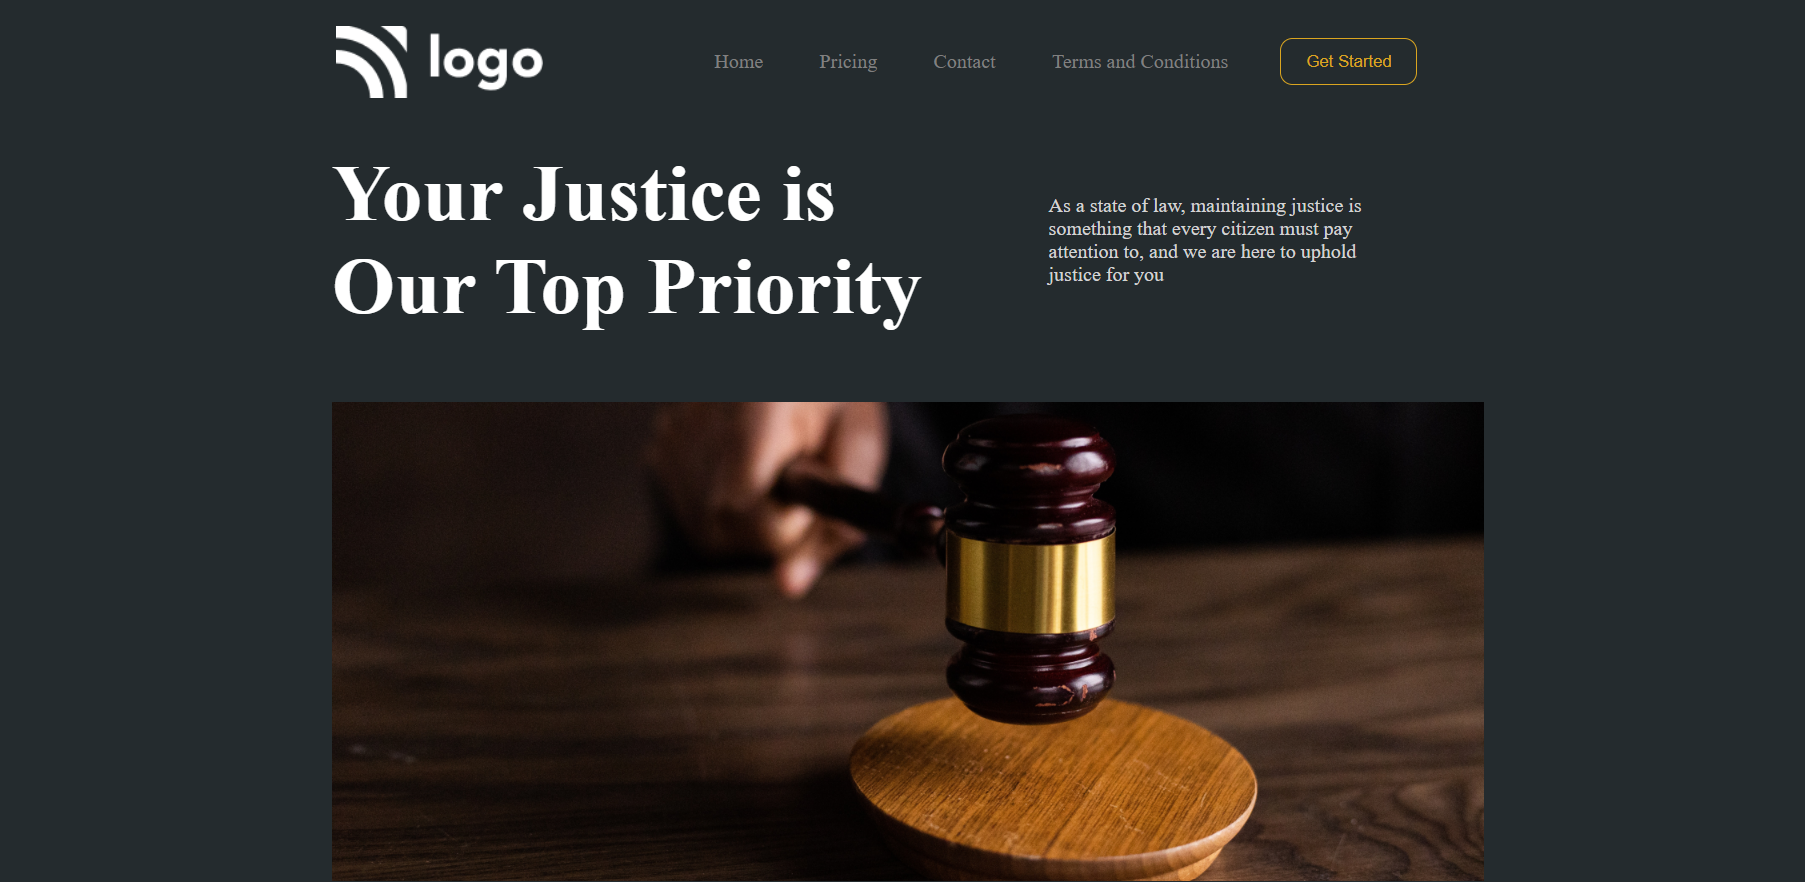 logo
Home
Pricing
Contact
Terms and Conditions
Get Started
Your Justice is
Our Top Priority
As a state of law, maintaining justice is
something that every citizen must pay
attention to, and we are here to uphold
justice for you